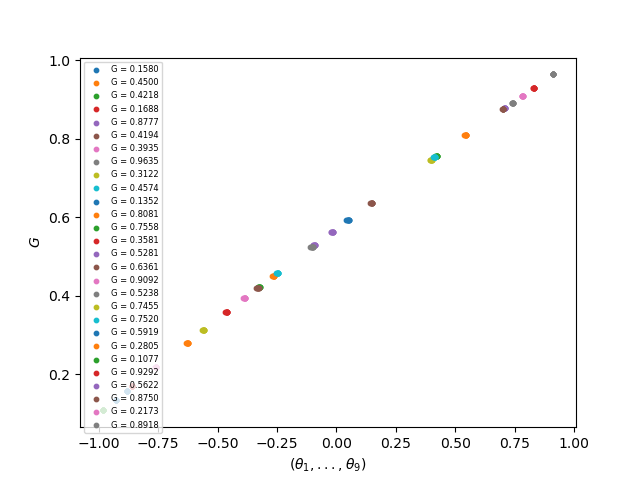 1.0
0.8
0.6
0.4
0.2
G
G = 0.1580
G = 0.4500
G = 0.4218
G = 0.1688
G = 0.8777
G = 0.4194
G = 0.3935
G = 0.9635
G = 0.3122
G = 0.4574
G = 0.1352
G = 0.8081
G = 0.7558
G = 0.3581
G = 0.5281
G = 0.6361
G = 0.9092
G = 0.5238
G = 0.7455
G = 0.7520
G = 0.5919
G = 0.2805
G = 0.1077
G = 0.9292
G = 0.5622
G = 0.8750
G = 0.2173
G = 0.8918
−1.00 −0.75 −0.50 −0.25 0.00 0.25 0.50 0.75 1.00
(θ₁, . . . , θ₉)